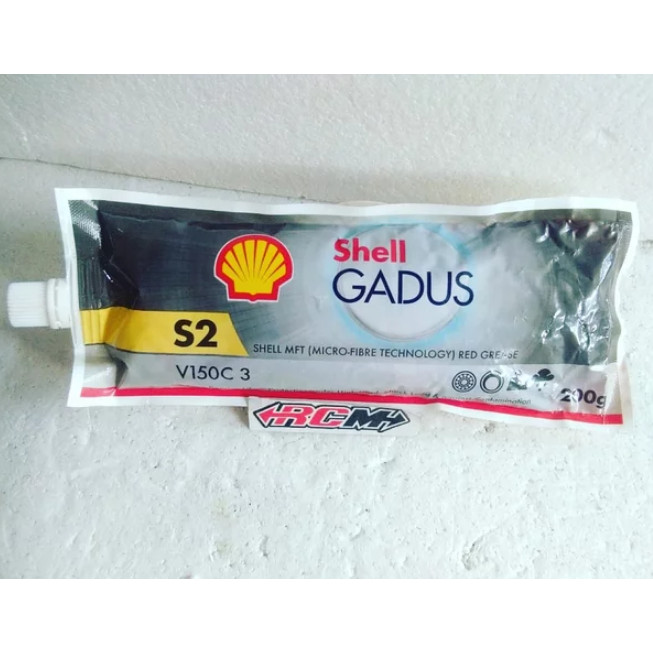 Shell
GADUS
S2
SHELL MFT (MICRO-FIBRE TECHNOLOGY) RED GREASE
V150C 3
200g
RCM